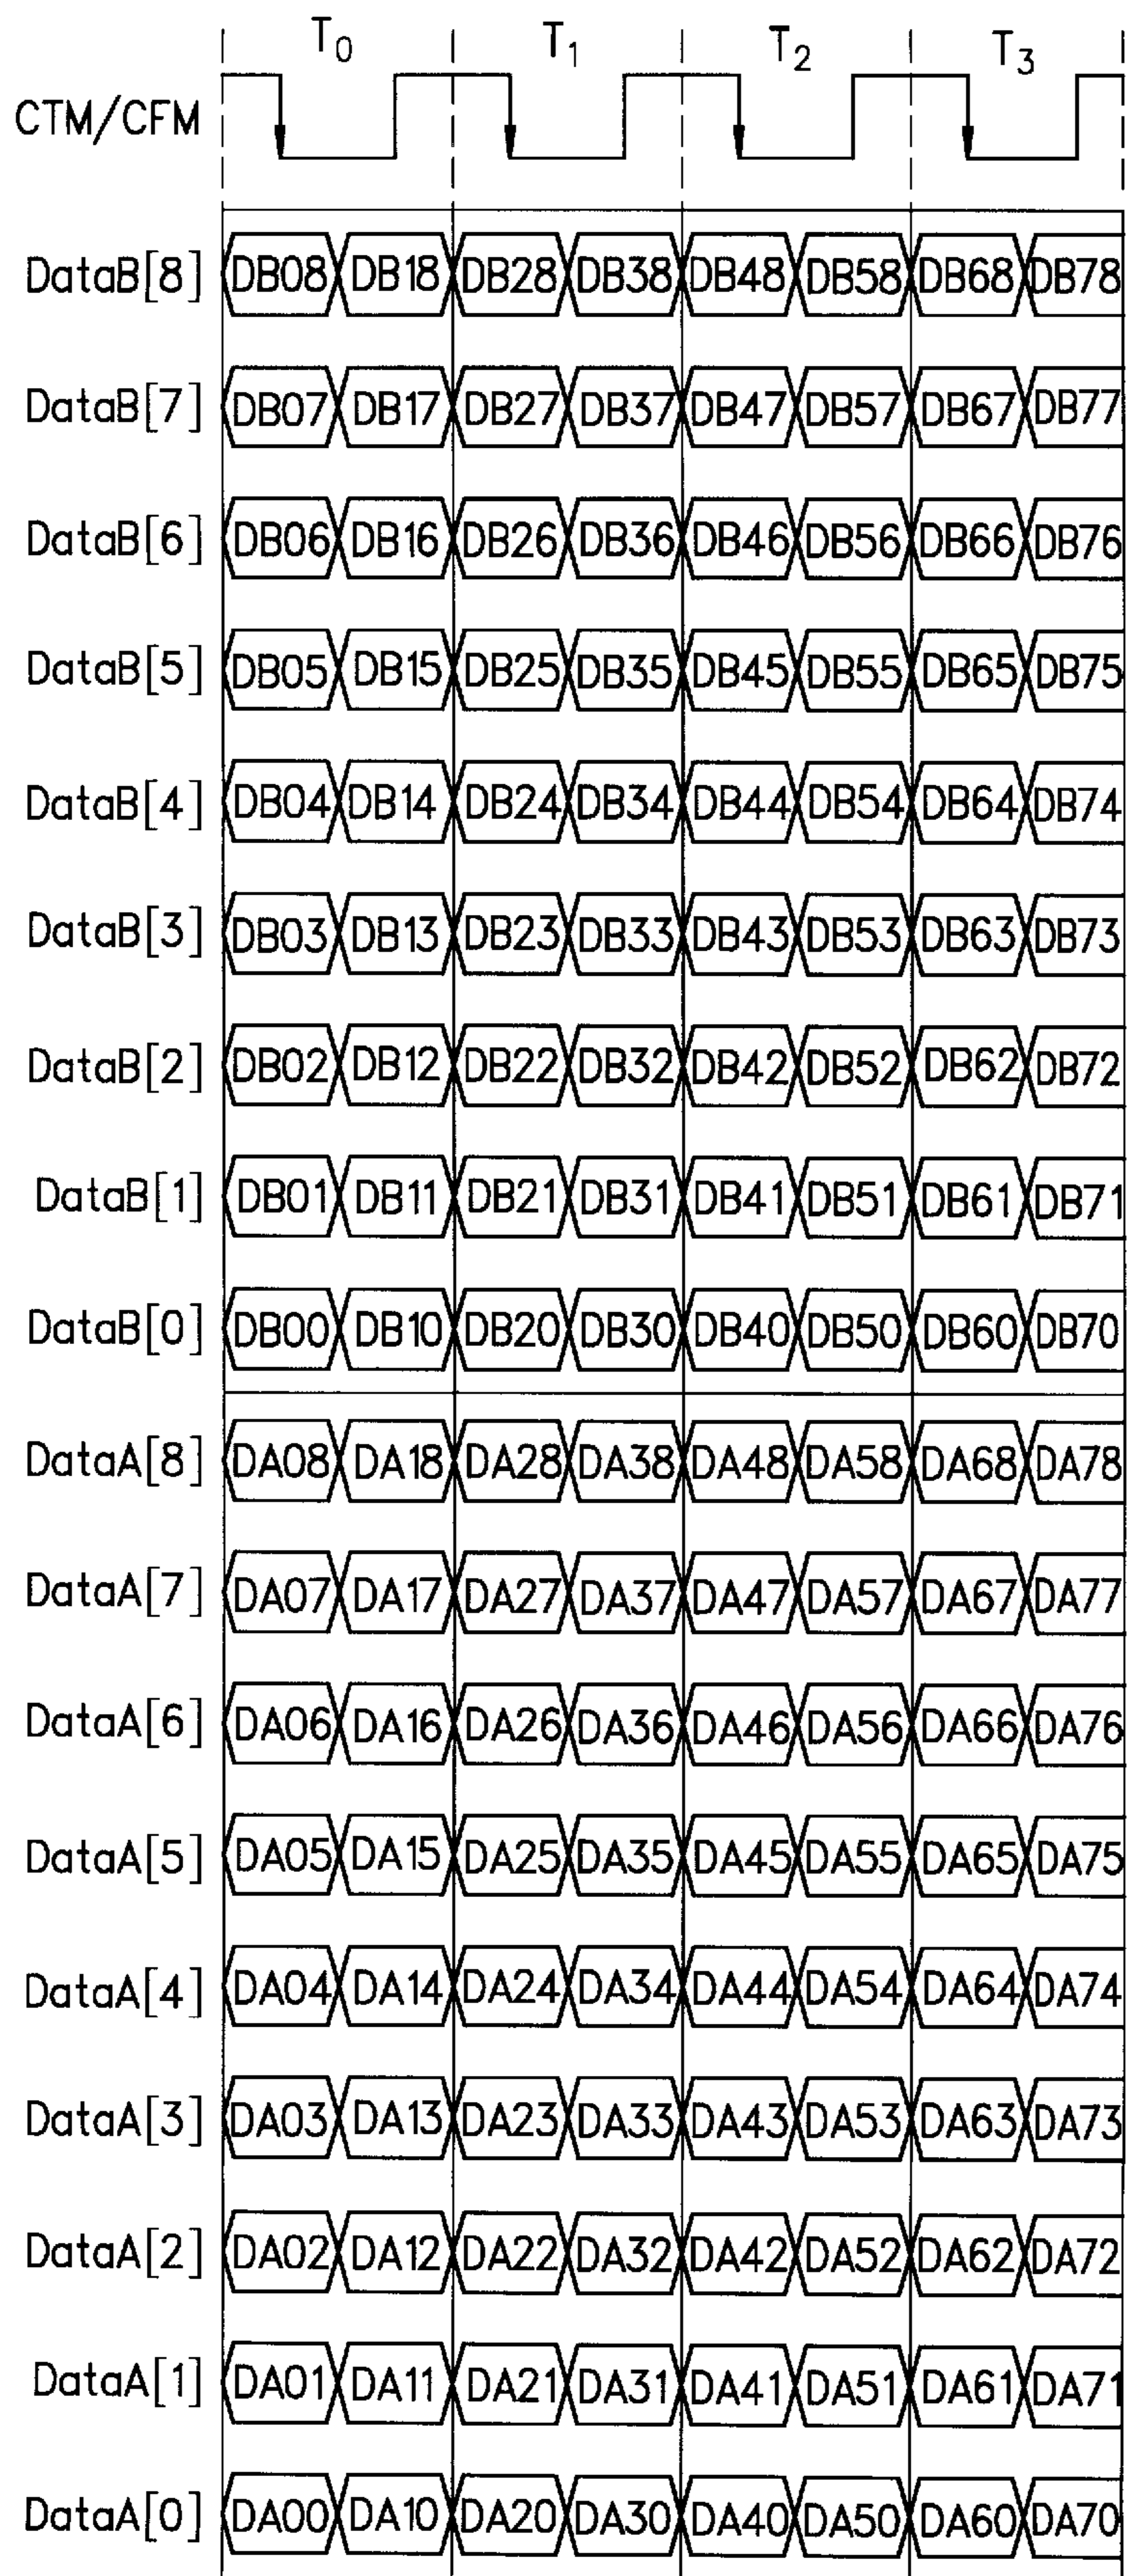 T0 T1 T2 T3
CTM/CFM
DataB[8] DB08 DB18 DB28 DB38 DB48 DB58 DB68 DB78
DataB[7] DB07 DB17 DB27 DB37 DB47 DB57 DB67 DB77
DataB[6] DB06 DB16 DB26 DB36 DB46 DB56 DB66 DB76
DataB[5] DB05 DB15 DB25 DB35 DB45 DB55 DB65 DB75
DataB[4] DB04 DB14 DB24 DB34 DB44 DB54 DB64 DB74
DataB[3] DB03 DB13 DB23 DB33 DB43 DB53 DB63 DB73
DataB[2] DB02 DB12 DB22 DB32 DB42 DB52 DB62 DB72
DataB[1] DB01 DB11 DB21 DB31 DB41 DB51 DB61 DB71
DataB[0] DB00 DB10 DB20 DB30 DB40 DB50 DB60 DB70
DataA[8] DA08 DA18 DA28 DA38 DA48 DA58 DA68 DA78
DataA[7] DA07 DA17 DA27 DA37 DA47 DA57 DA67 DA77
DataA[6] DA06 DA16 DA26 DA36 DA46 DA56 DA66 DA76
DataA[5] DA05 DA15 DA25 DA35 DA45 DA55 DA65 DA75
DataA[4] DA04 DA14 DA24 DA34 DA44 DA54 DA64 DA74
DataA[3] DA03 DA13 DA23 DA33 DA43 DA53 DA63 DA73
DataA[2] DA02 DA12 DA22 DA32 DA42 DA52 DA62 DA72
DataA[1] DA01 DA11 DA21 DA31 DA41 DA51 DA61 DA71
DataA[0] DA00 DA10 DA20 DA30 DA40 DA50 DA60 DA70